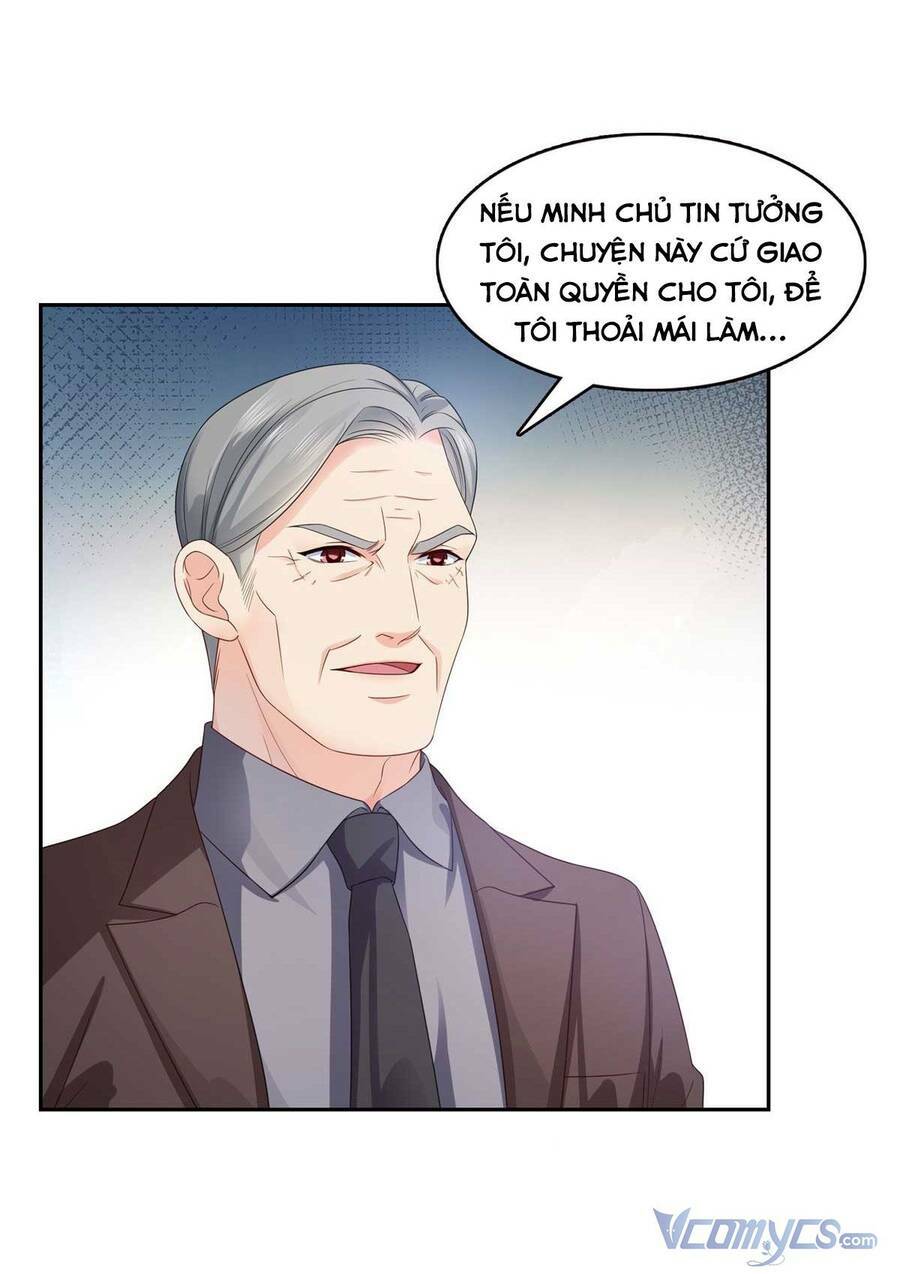 NẾU MINH CHỦ TIN TƯỞNG
TÔI, CHUYỆN NÀY CỨ GIAO
TOÀN QUYỀN CHO TÔI, ĐỂ
TÔI THOẢI MÁI LÀM...
VCOMYCS.com